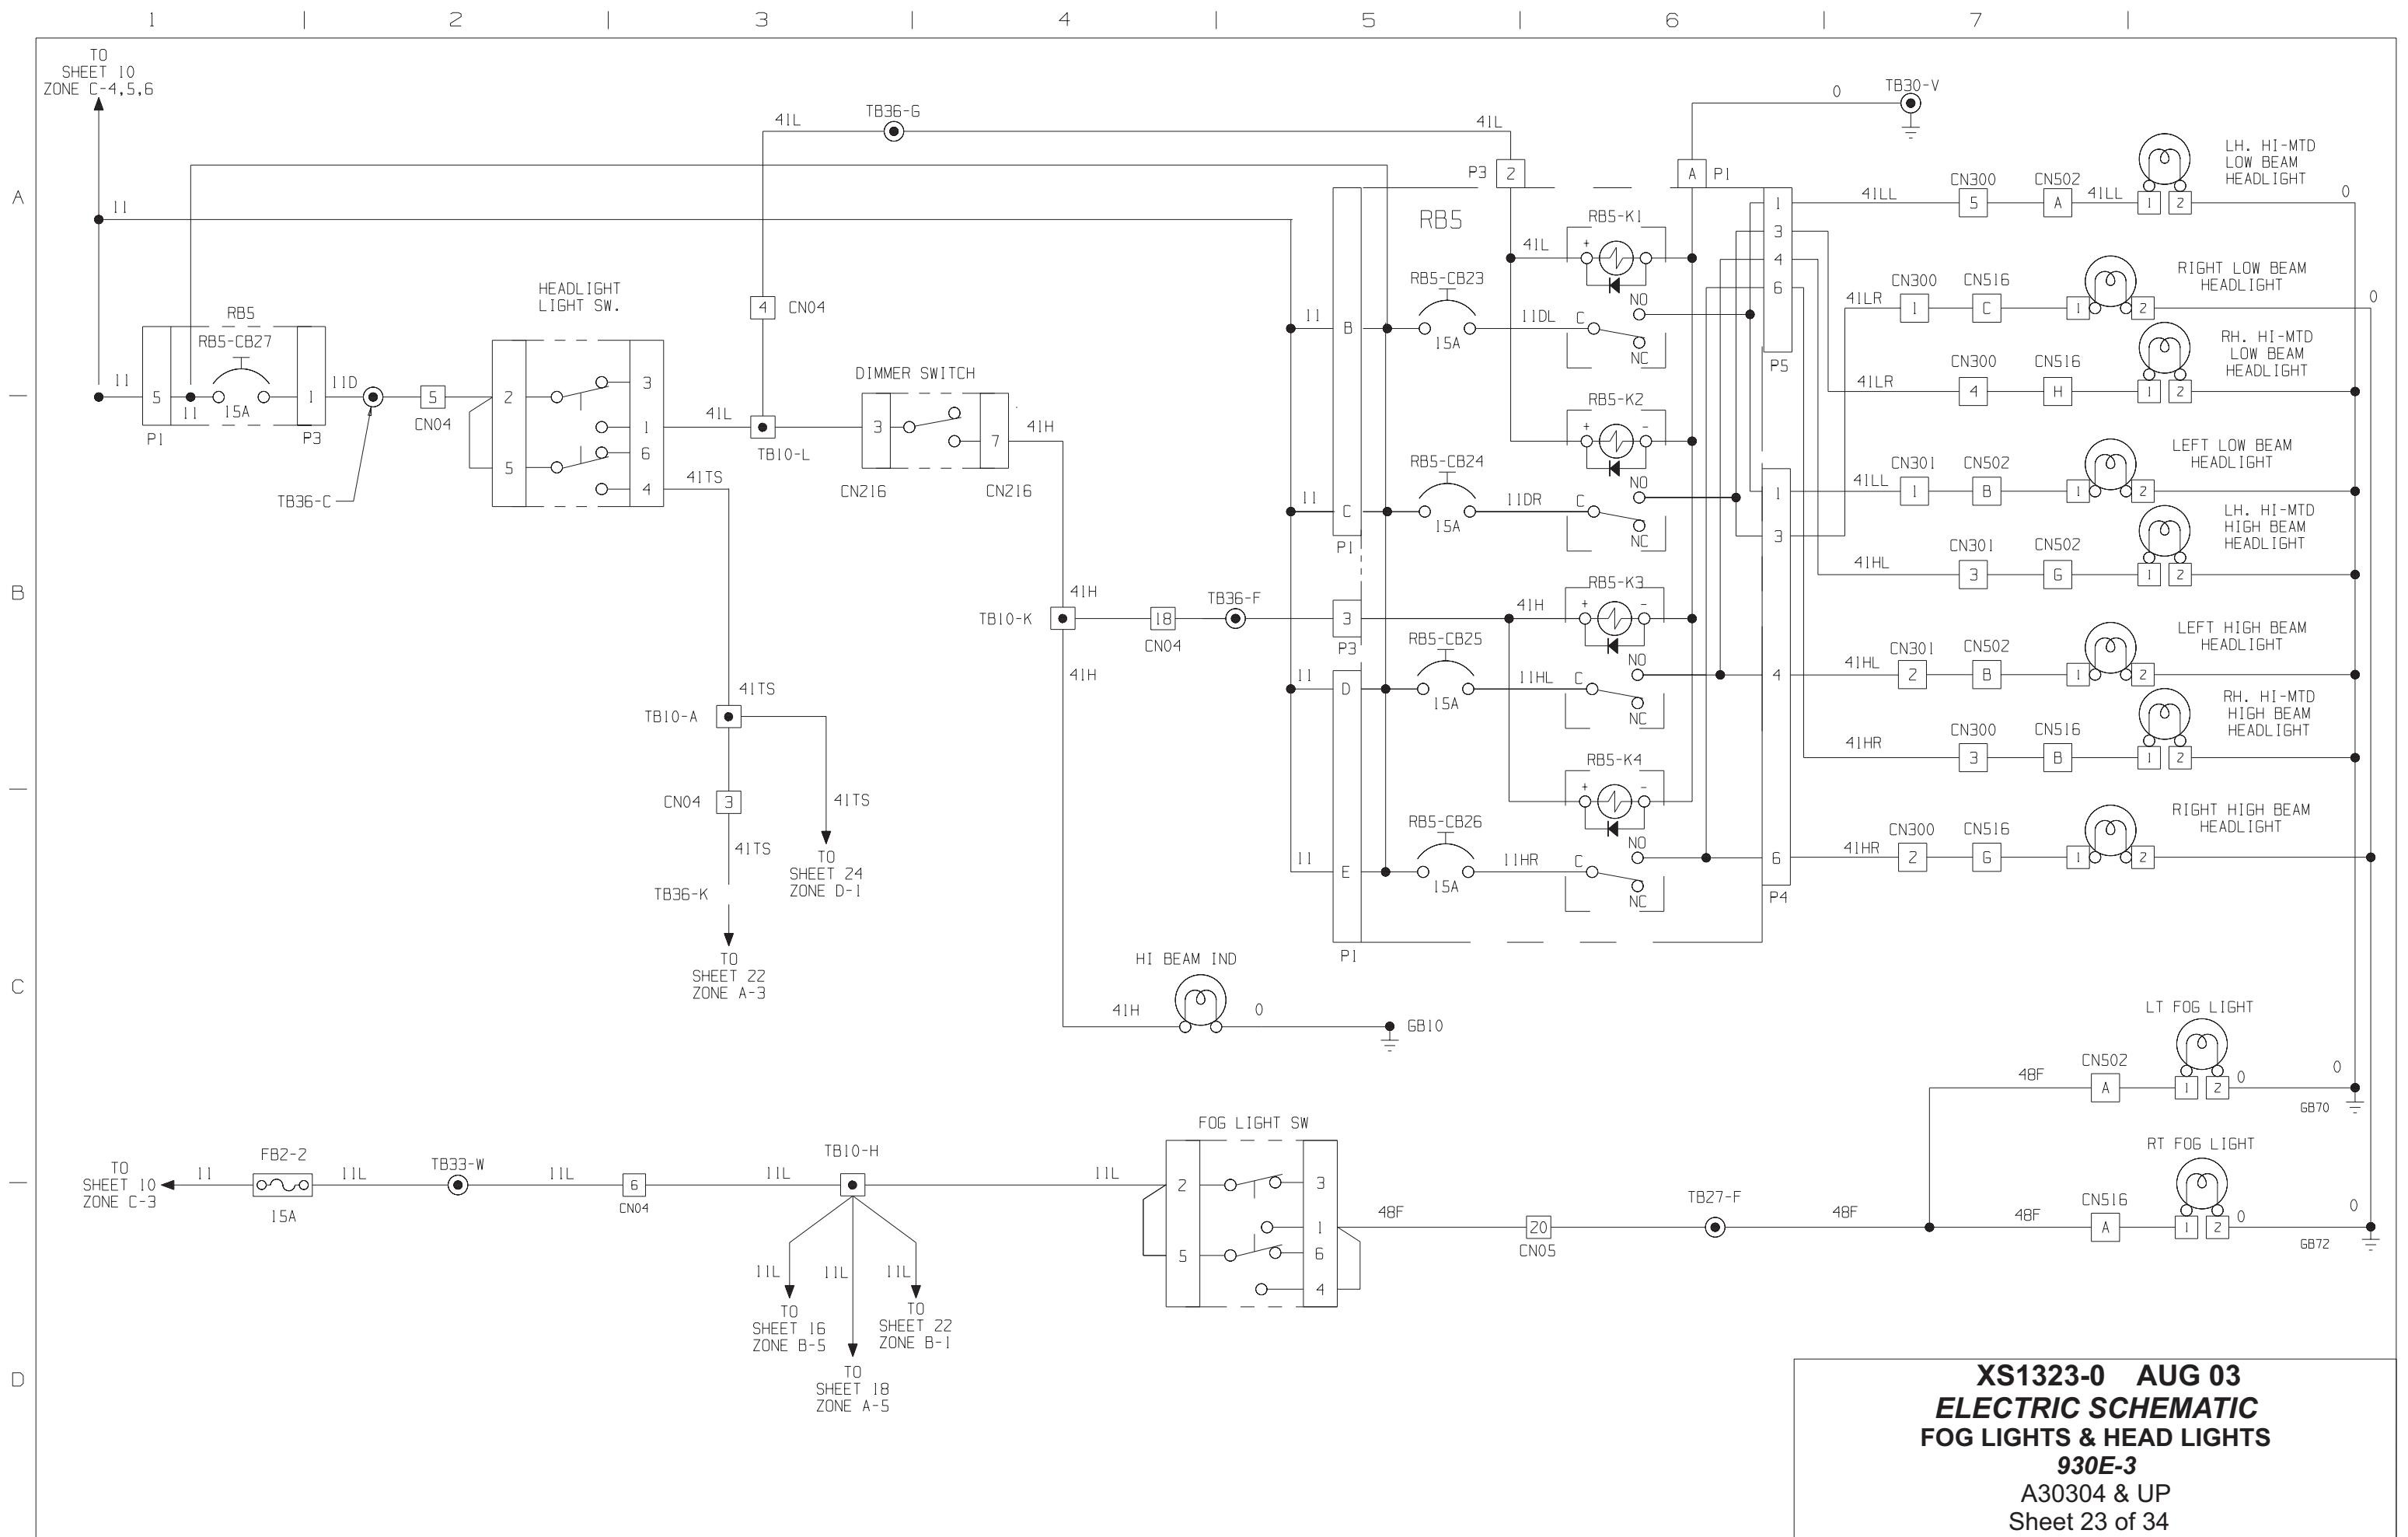 1 2 3 4 5 6 7
A
B
C
D
TO
SHEET 10
ZONE C-4,5,6
11
11
RB5
RB5-CB27
5
11
15A
1
P1
P3
11D
TB36-C
5
CN04
HEADLIGHT
LIGHT SW.
2
5
3
1
6
4
41L
41TS
TB10-L
4
CN04
41L
TB36-G
41L
DIMMER SWITCH
3
7
CN216
CN216
41H
41TS
TB10-A
CN04
3
41TS
41TS
TB36-K
TO
SHEET 22
ZONE A-3
TO
SHEET 24
ZONE D-1
41H
TB10-K
18
CN04
TB36-F
41H
HI BEAM IND
41H
0
GB10
P3
2
A
P1
0
TB30-V
RB5
11
B
11
C
P1
3
P3
11
D
11
E
P1
RB5-CB23
15A
11DL
RB5-CB24
15A
11DR
RB5-CB25
15A
11HL
RB5-CB26
15A
11HR
41L
RB5-K1
+
NO
C
NC
RB5-K2
+ -
NO
C
NC
41H
RB5-K3
+ -
NO
C
NC
RB5-K4
+ -
NO
C
NC
1
3
4
6
P5
1
3
4
6
P4
LH. HI-MTD
LOW BEAM
HEADLIGHT
41LL
CN300
5
CN502
A
41LL
1 2
0
RIGHT LOW BEAM
HEADLIGHT
41LR
CN300
1
CN516
C
1 2
0
RH. HI-MTD
LOW BEAM
HEADLIGHT
41LR
CN300
4
CN516
H
1 2
LEFT LOW BEAM
HEADLIGHT
41LL
CN301
1
CN502
B
1 2
LH. HI-MTD
HIGH BEAM
HEADLIGHT
41HL
CN301
3
CN502
G
1 2
LEFT HIGH BEAM
HEADLIGHT
41HL
CN301
2
CN502
B
1 2
RH. HI-MTD
HIGH BEAM
HEADLIGHT
41HR
CN300
3
CN516
B
1 2
RIGHT HIGH BEAM
HEADLIGHT
41HR
CN300
2
CN516
G
1 2
LT FOG LIGHT
48F
CN502
A
1 2
0
0
GB70
RT FOG LIGHT
48F
CN516
A
1 2
0
0
GB72
TO
SHEET 10
ZONE C-3
11
FB2-2
15A
11L
TB33-W
11L
6
CN04
11L
TB10-H
11L
11L
11L
11L
TO
SHEET 16
ZONE B-5
TO
SHEET 18
ZONE A-5
TO
SHEET 22
ZONE B-1
FOG LIGHT SW
2
5
3
1
6
4
48F
20
CN05
TB27-F
48F
XS1323-0 AUG 03
ELECTRIC SCHEMATIC
FOG LIGHTS & HEAD LIGHTS
930E-3
A30304 & UP
Sheet 23 of 34